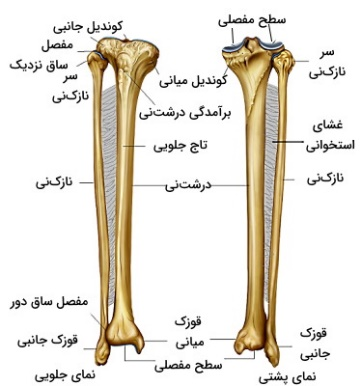 سطح مفصلی
کوندیل جانبی
مفصل
ساق نزدیک
سر
نازک‌نی
کوندیل میانی
سر
نازک‌نی
برآمدگی درشت‌نی
غشای
استخوانی
تاج جلویی
نازک‌نی
درشت‌نی
نازک‌نی
مفصل ساق دور
قوزک
میانی
قوزک جانبی
قوزک
جانبی
سطح مفصلی
نمای جلویی
نمای پشتی